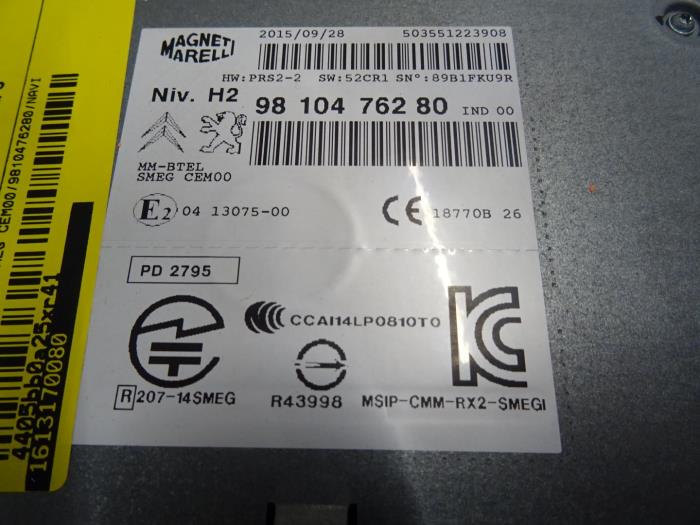 MAGNETI MARELLI
2015/09/28 503551223908
HW:PRS2-2 SW:52CR1 SN°:89B1FKU9R
Niv. H2 98 104 762 80 IND 00
MM-BTEL
SMEG CEM00
E2 04 13075-00 CE 18770B 26
PD 2795
CCAI14LP0810T0
R 207-14SMEG R43998 MSIP-CMM-RX2-SMEGI
CEM00/9810476280/NAVI
4405bb0a25xc41
1613170080